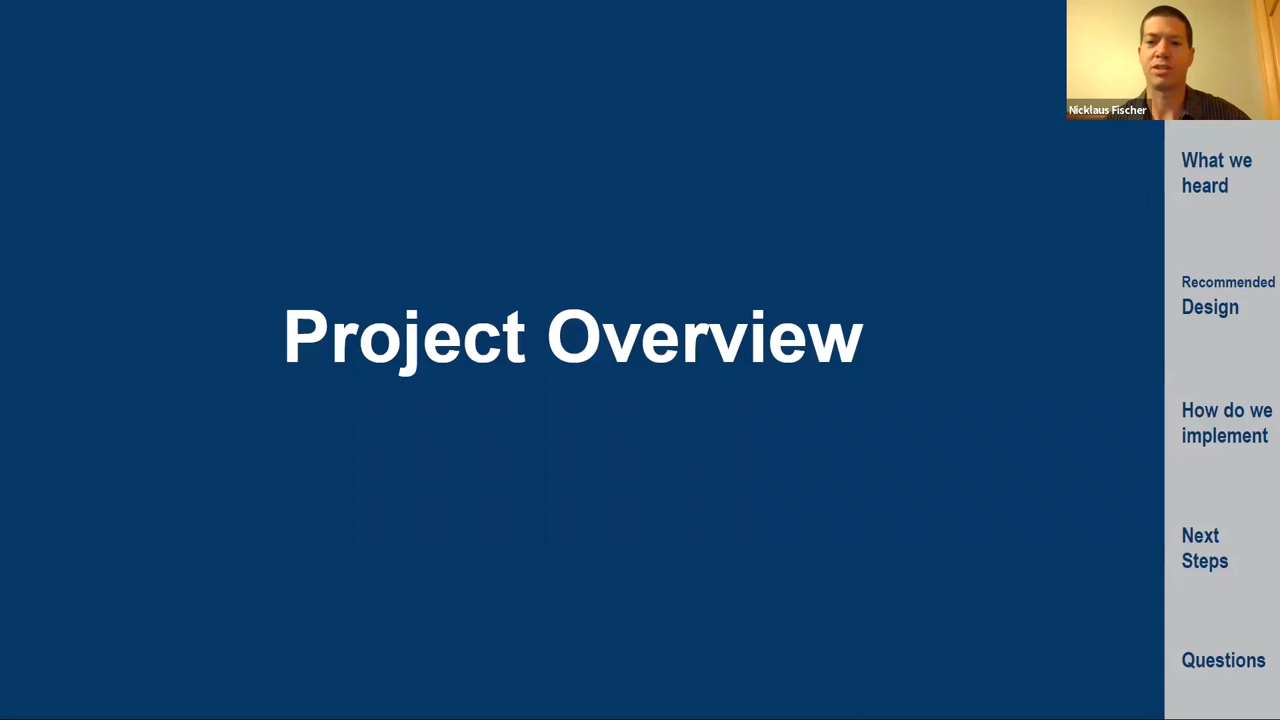 Nicklaus Fischer
Project Overview
What we
heard
Recommended
Design
How do we
implement
Next
Steps
Questions